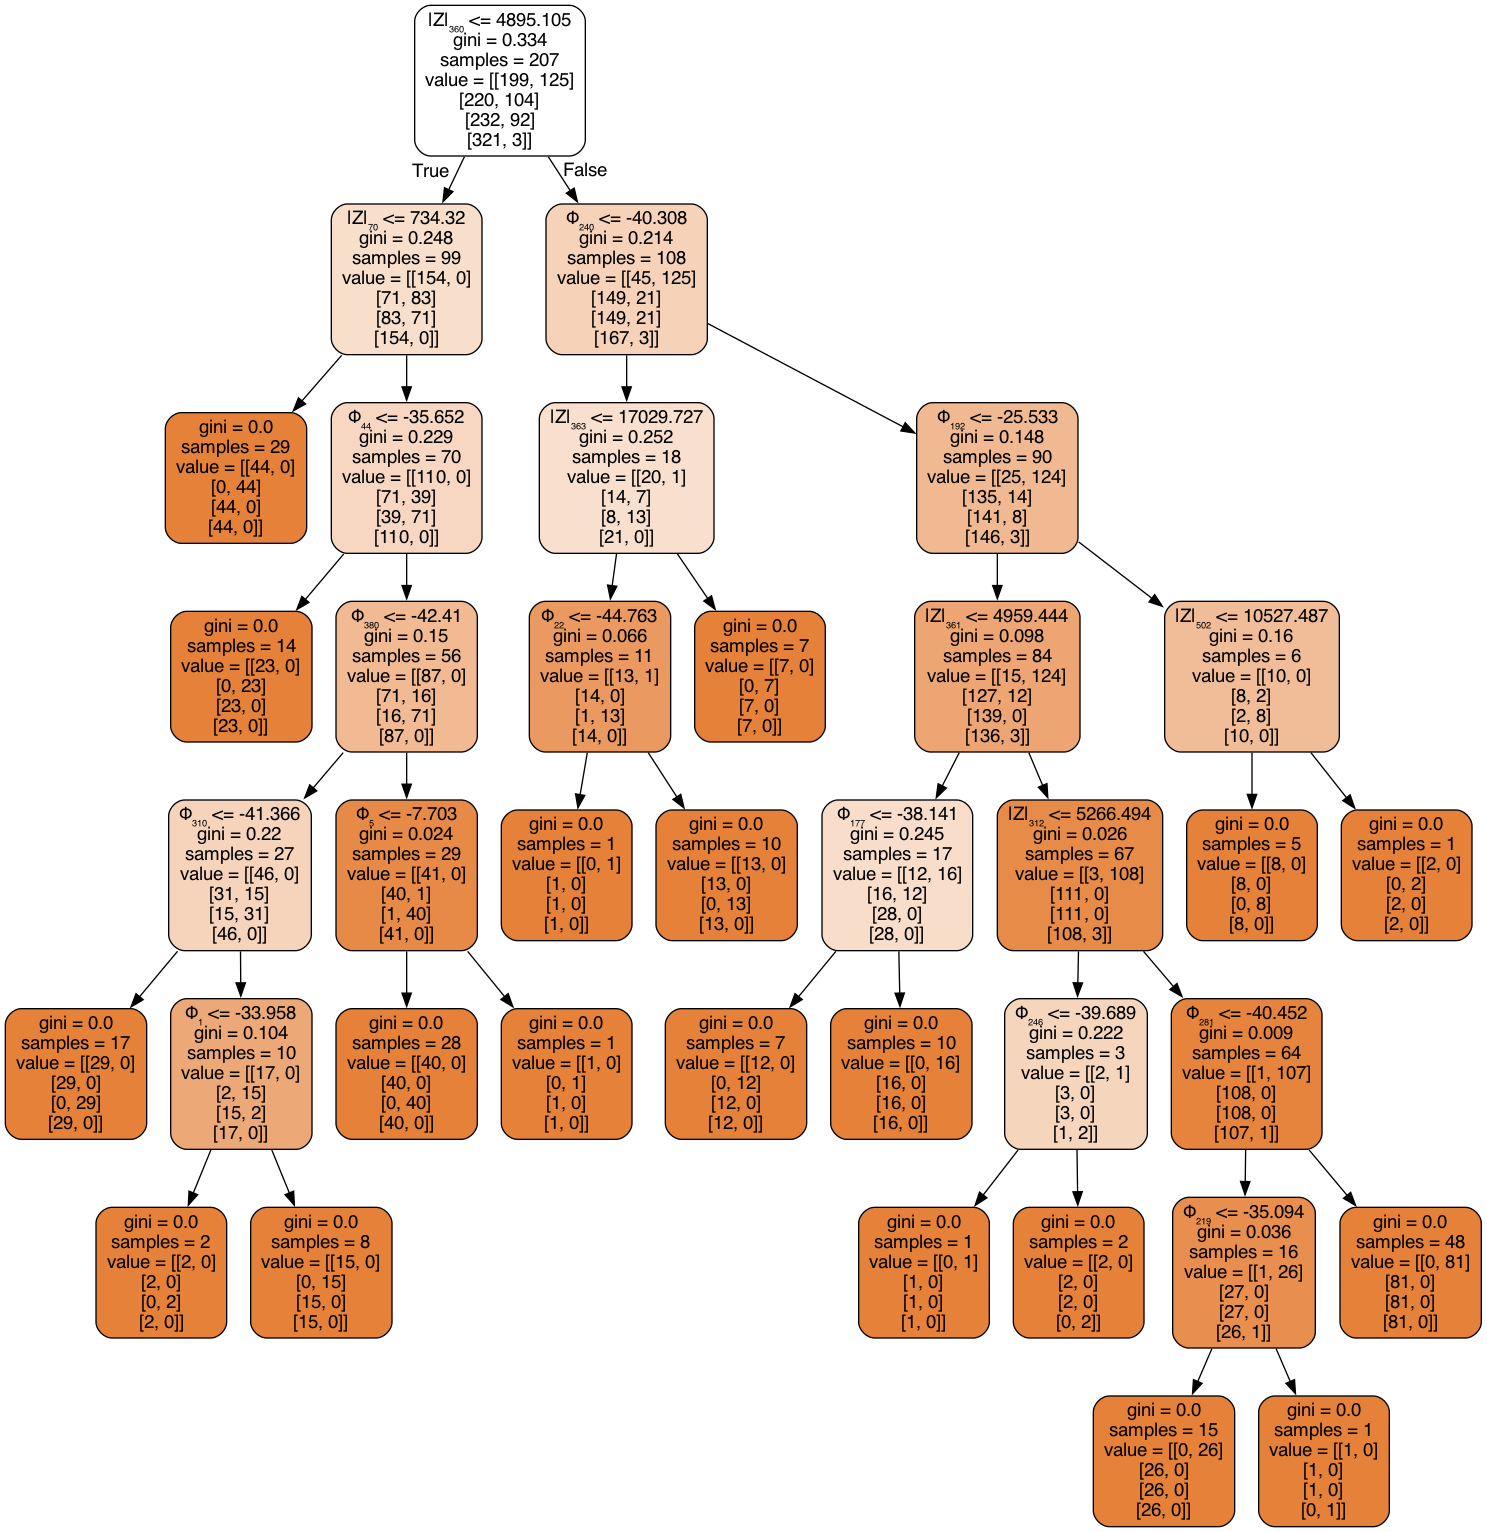 |Z|₃₆₀ <= 4895.105
gini = 0.334
samples = 207
value = [[199, 125]
[220, 104]
[232, 92]
[321, 3]]
True
False
|Z|₇₀ <= 734.32
gini = 0.248
samples = 99
value = [[154, 0]
[71, 83]
[83, 71]
[154, 0]]
Φ₂₄₀ <= -40.308
gini = 0.214
samples = 108
value = [[45, 125]
[149, 21]
[149, 21]
[167, 3]]
gini = 0.0
samples = 29
value = [[44, 0]
[0, 44]
[44, 0]
[44, 0]]
Φ₄₄ <= -35.652
gini = 0.229
samples = 70
value = [[110, 0]
[71, 39]
[39, 71]
[110, 0]]
|Z|₃₆₃ <= 17029.727
gini = 0.252
samples = 18
value = [[20, 1]
[14, 7]
[8, 13]
[21, 0]]
Φ₁₉₂ <= -25.533
gini = 0.148
samples = 90
value = [[25, 124]
[135, 14]
[141, 8]
[146, 3]]
gini = 0.0
samples = 14
value = [[23, 0]
[0, 23]
[23, 0]
[23, 0]]
Φ₃₈₀ <= -42.41
gini = 0.15
samples = 56
value = [[87, 0]
[71, 16]
[16, 71]
[87, 0]]
Φ₂₂ <= -44.763
gini = 0.066
samples = 11
value = [[13, 1]
[14, 0]
[1, 13]
[14, 0]]
gini = 0.0
samples = 7
value = [[7, 0]
[0, 7]
[7, 0]
[7, 0]]
|Z|₃₆₁ <= 4959.444
gini = 0.098
samples = 84
value = [[15, 124]
[127, 12]
[139, 0]
[136, 3]]
|Z|₅₀₂ <= 10527.487
gini = 0.16
samples = 6
value = [[10, 0]
[8, 2]
[2, 8]
[10, 0]]
Φ₃₁₀ <= -41.366
gini = 0.22
samples = 27
value = [[46, 0]
[31, 15]
[15, 31]
[46, 0]]
Φ₅ <= -7.703
gini = 0.024
samples = 29
value = [[41, 0]
[40, 1]
[1, 40]
[41, 0]]
gini = 0.0
samples = 1
value = [[0, 1]
[1, 0]
[1, 0]
[1, 0]]
gini = 0.0
samples = 10
value = [[13, 0]
[13, 0]
[0, 13]
[13, 0]]
Φ₁₇₇ <= -38.141
gini = 0.245
samples = 17
value = [[12, 16]
[16, 12]
[28, 0]
[28, 0]]
|Z|₃₁₂ <= 5266.494
gini = 0.026
samples = 67
value = [[3, 108]
[111, 0]
[111, 0]
[108, 3]]
gini = 0.0
samples = 5
value = [[8, 0]
[8, 0]
[0, 8]
[8, 0]]
gini = 0.0
samples = 1
value = [[2, 0]
[0, 2]
[2, 0]
[2, 0]]
gini = 0.0
samples = 17
value = [[29, 0]
[29, 0]
[0, 29]
[29, 0]]
Φ₁ <= -33.958
gini = 0.104
samples = 10
value = [[17, 0]
[2, 15]
[15, 2]
[17, 0]]
gini = 0.0
samples = 28
value = [[40, 0]
[40, 0]
[0, 40]
[40, 0]]
gini = 0.0
samples = 1
value = [[1, 0]
[0, 1]
[1, 0]
[1, 0]]
gini = 0.0
samples = 7
value = [[12, 0]
[0, 12]
[12, 0]
[12, 0]]
gini = 0.0
samples = 10
value = [[0, 16]
[16, 0]
[16, 0]
[16, 0]]
Φ₂₄₆ <= -39.689
gini = 0.222
samples = 3
value = [[2, 1]
[3, 0]
[3, 0]
[1, 2]]
Φ₂₈₁ <= -40.452
gini = 0.009
samples = 64
value = [[1, 107]
[108, 0]
[108, 0]
[107, 1]]
gini = 0.0
samples = 2
value = [[2, 0]
[2, 0]
[0, 2]
[2, 0]]
gini = 0.0
samples = 8
value = [[15, 0]
[0, 15]
[15, 0]
[15, 0]]
gini = 0.0
samples = 1
value = [[0, 1]
[1, 0]
[1, 0]
[1, 0]]
gini = 0.0
samples = 2
value = [[2, 0]
[2, 0]
[2, 0]
[0, 2]]
Φ₂₁₉ <= -35.094
gini = 0.036
samples = 16
value = [[1, 26]
[27, 0]
[27, 0]
[26, 1]]
gini = 0.0
samples = 48
value = [[0, 81]
[81, 0]
[81, 0]
[81, 0]]
gini = 0.0
samples = 15
value = [[0, 26]
[26, 0]
[26, 0]
[26, 0]]
gini = 0.0
samples = 1
value = [[1, 0]
[1, 0]
[1, 0]
[0, 1]]